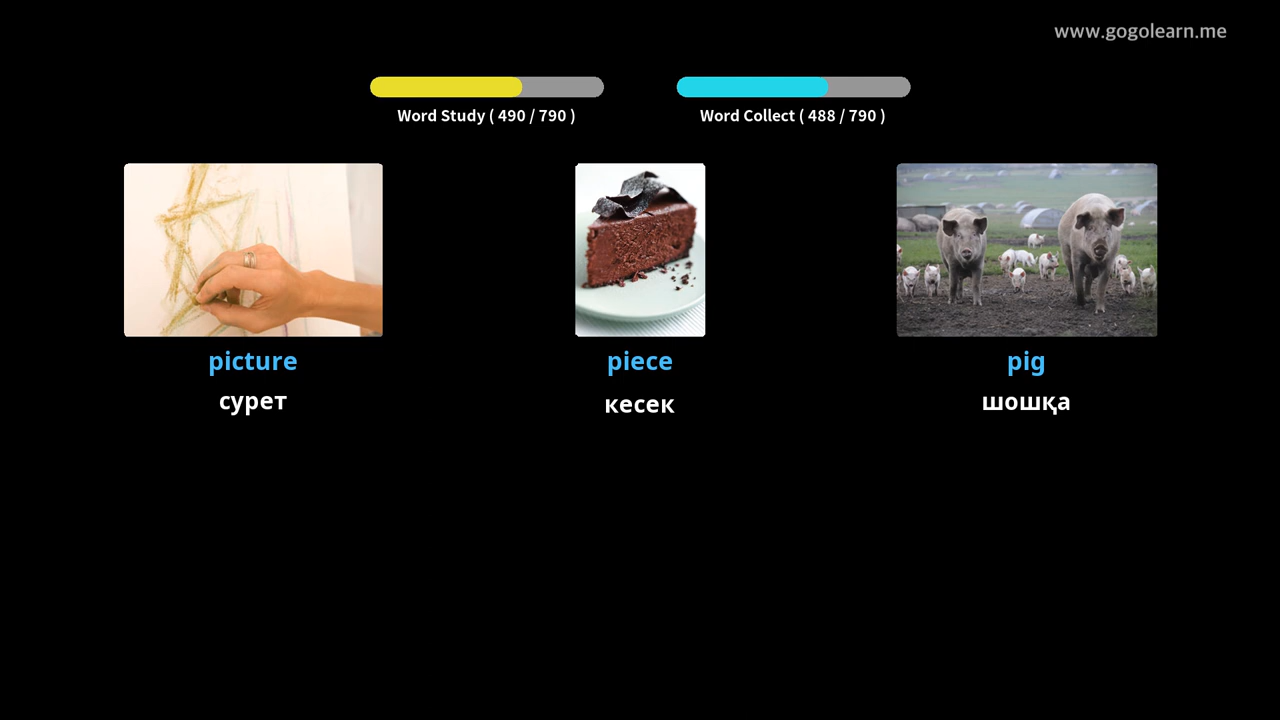 www.gogolearn.me
Word Study ( 490 / 790 )
Word Collect ( 488 / 790 )
picture
piece
pig
сурет
кесек
шошқа